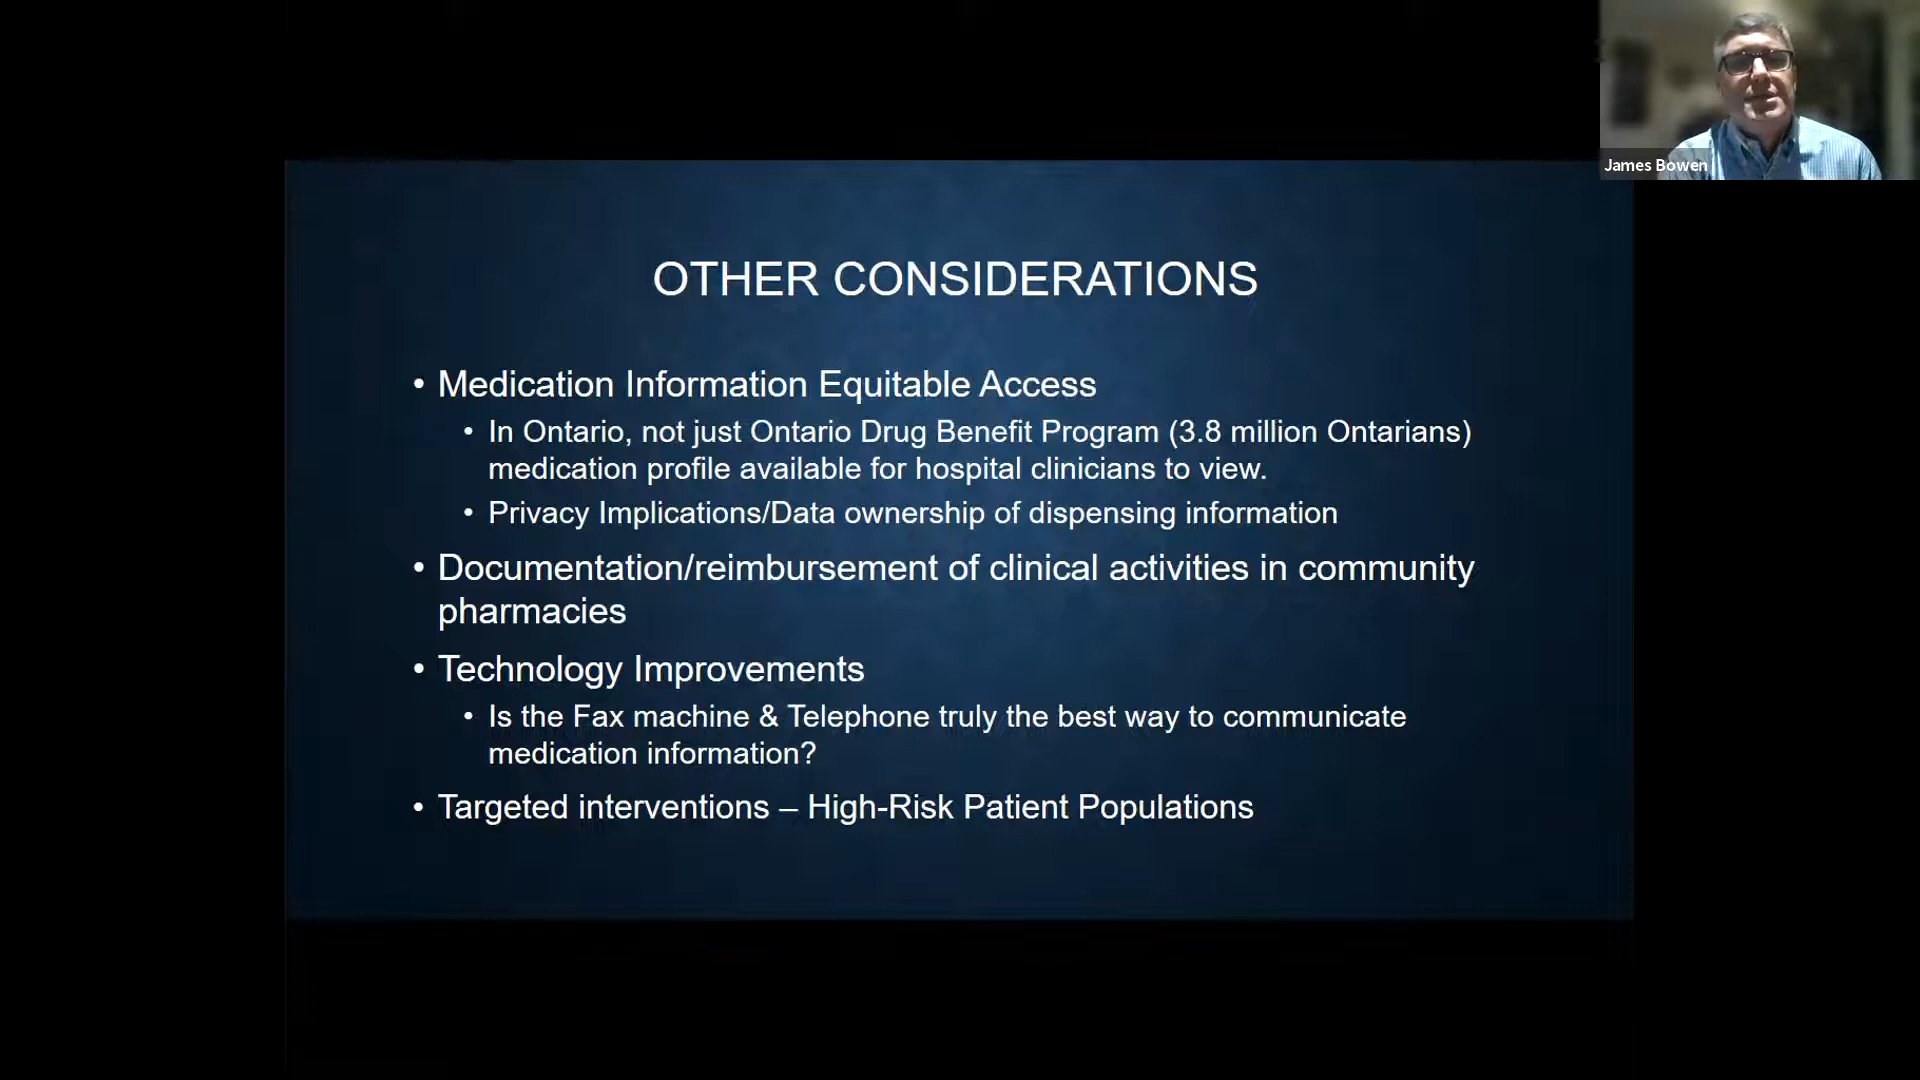 James Bowen
OTHER CONSIDERATIONS
• Medication Information Equitable Access
• In Ontario, not just Ontario Drug Benefit Program (3.8 million Ontarians)
medication profile available for hospital clinicians to view.
• Privacy Implications/Data ownership of dispensing information
• Documentation/reimbursement of clinical activities in community
pharmacies
• Technology Improvements
• Is the Fax machine & Telephone truly the best way to communicate
medication information?
• Targeted interventions – High-Risk Patient Populations